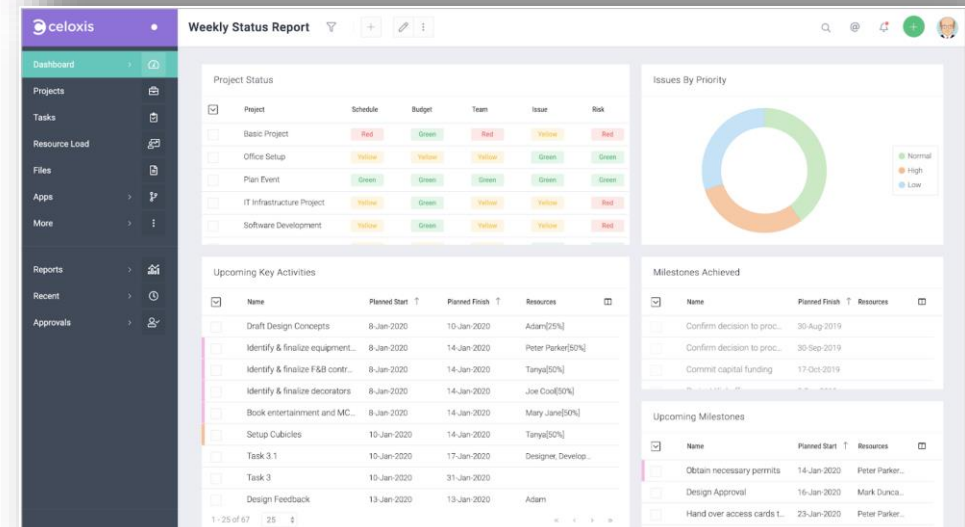 celoxis
Weekly Status Report
Dashboard
Projects
Tasks
Resource Load
Files
Apps
More
Reports
Recent
Approvals
Project Status
Project Schedule Budget Team Issue Risk
Basic Project Red Green Red Yellow Red
Office Setup Yellow Yellow Yellow Green Green
Plan Event Green Green Green Green Green
IT Infrastructure Project Yellow Green Yellow Yellow Red
Software Development Yellow Green Yellow Yellow Red
Issues By Priority
Normal
High
Low
Upcoming Key Activities
Name Planned Start ↑ Planned Finish ↑ Resources
Draft Design Concepts 8-Jan-2020 10-Jan-2020 Adam[25%]
Identify & finalize equipment... 8-Jan-2020 14-Jan-2020 Peter Parker[50%]
Identify & finalize F&B contr... 8-Jan-2020 14-Jan-2020 Tanya[50%]
Identify & finalize decorators 8-Jan-2020 14-Jan-2020 Joe Cool[50%]
Book entertainment and MC... 8-Jan-2020 14-Jan-2020 Mary Jane[50%]
Setup Cubicles 10-Jan-2020 14-Jan-2020 Tanya[50%]
Task 3.1 10-Jan-2020 17-Jan-2020 Designer, Develop...
Task 3 10-Jan-2020 31-Jan-2020
Design Feedback 13-Jan-2020 13-Jan-2020 Adam
1 - 25 of 67 25
Milestones Achieved
Name Planned Finish ↑ Resources
Confirm decision to proc... 30-Aug-2019
Confirm decision to proc... 30-Sep-2019
Commit capital funding 17-Oct-2019
Upcoming Milestones
Name Planned Start ↑ Resources
Obtain necessary permits 14-Jan-2020 Peter Parker...
Design Approval 16-Jan-2020 Mark Dunca...
Hand over access cards t... 23-Jan-2020 Peter Parker...